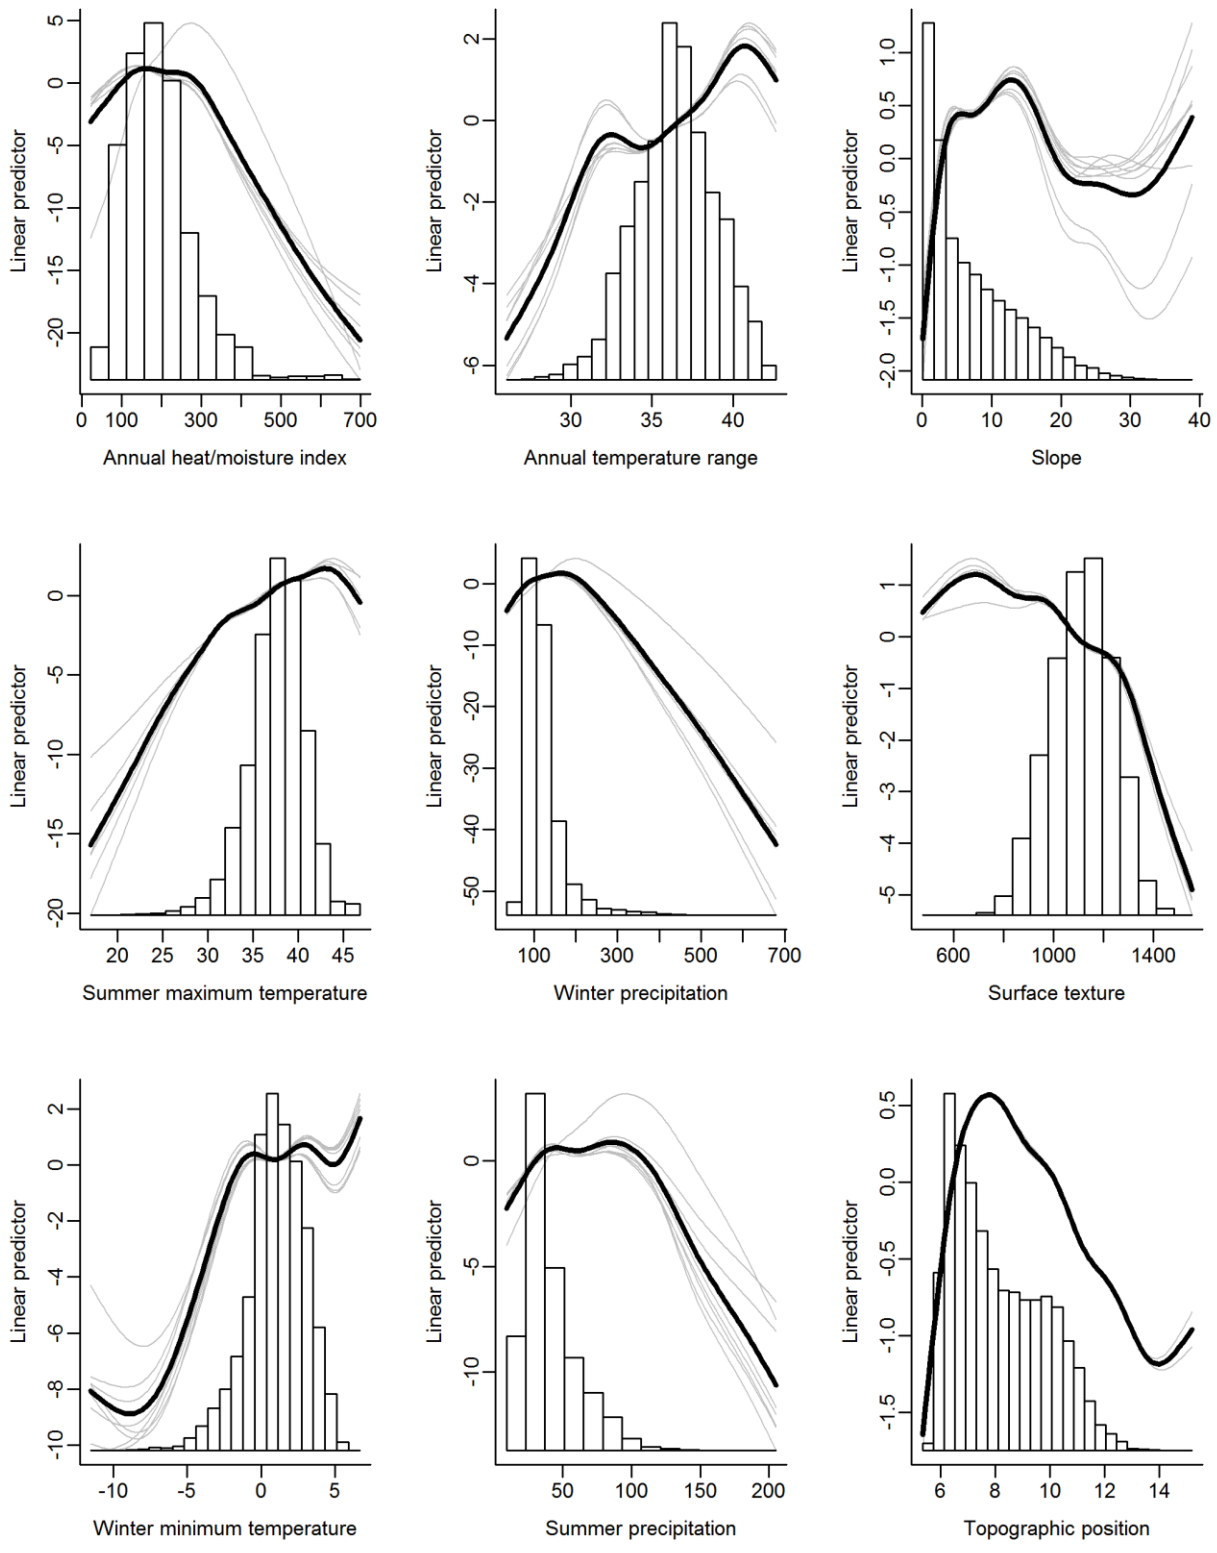 5
0
-5
-10
-15
-20
Linear predictor
0 100 300 500 700
Annual heat/moisture index
2
0
-2
-4
-6
Linear predictor
30 35 40
Annual temperature range
1.0
0.5
0.0
-0.5
-1.0
-1.5
-2.0
Linear predictor
0 10 20 30 40
Slope
0
-5
-10
-15
-20
Linear predictor
20 25 30 35 40 45
Summer maximum temperature
0
-10
-20
-30
-40
-50
Linear predictor
100 300 500 700
Winter precipitation
1
0
-1
-2
-3
-4
-5
Linear predictor
600 1000 1400
Surface texture
2
0
-2
-4
-6
-8
-10
Linear predictor
-10 -5 0 5
Winter minimum temperature
0
-5
-10
Linear predictor
50 100 150 200
Summer precipitation
0.5
0.0
-0.5
-1.0
-1.5
Linear predictor
6 8 10 12 14
Topographic position